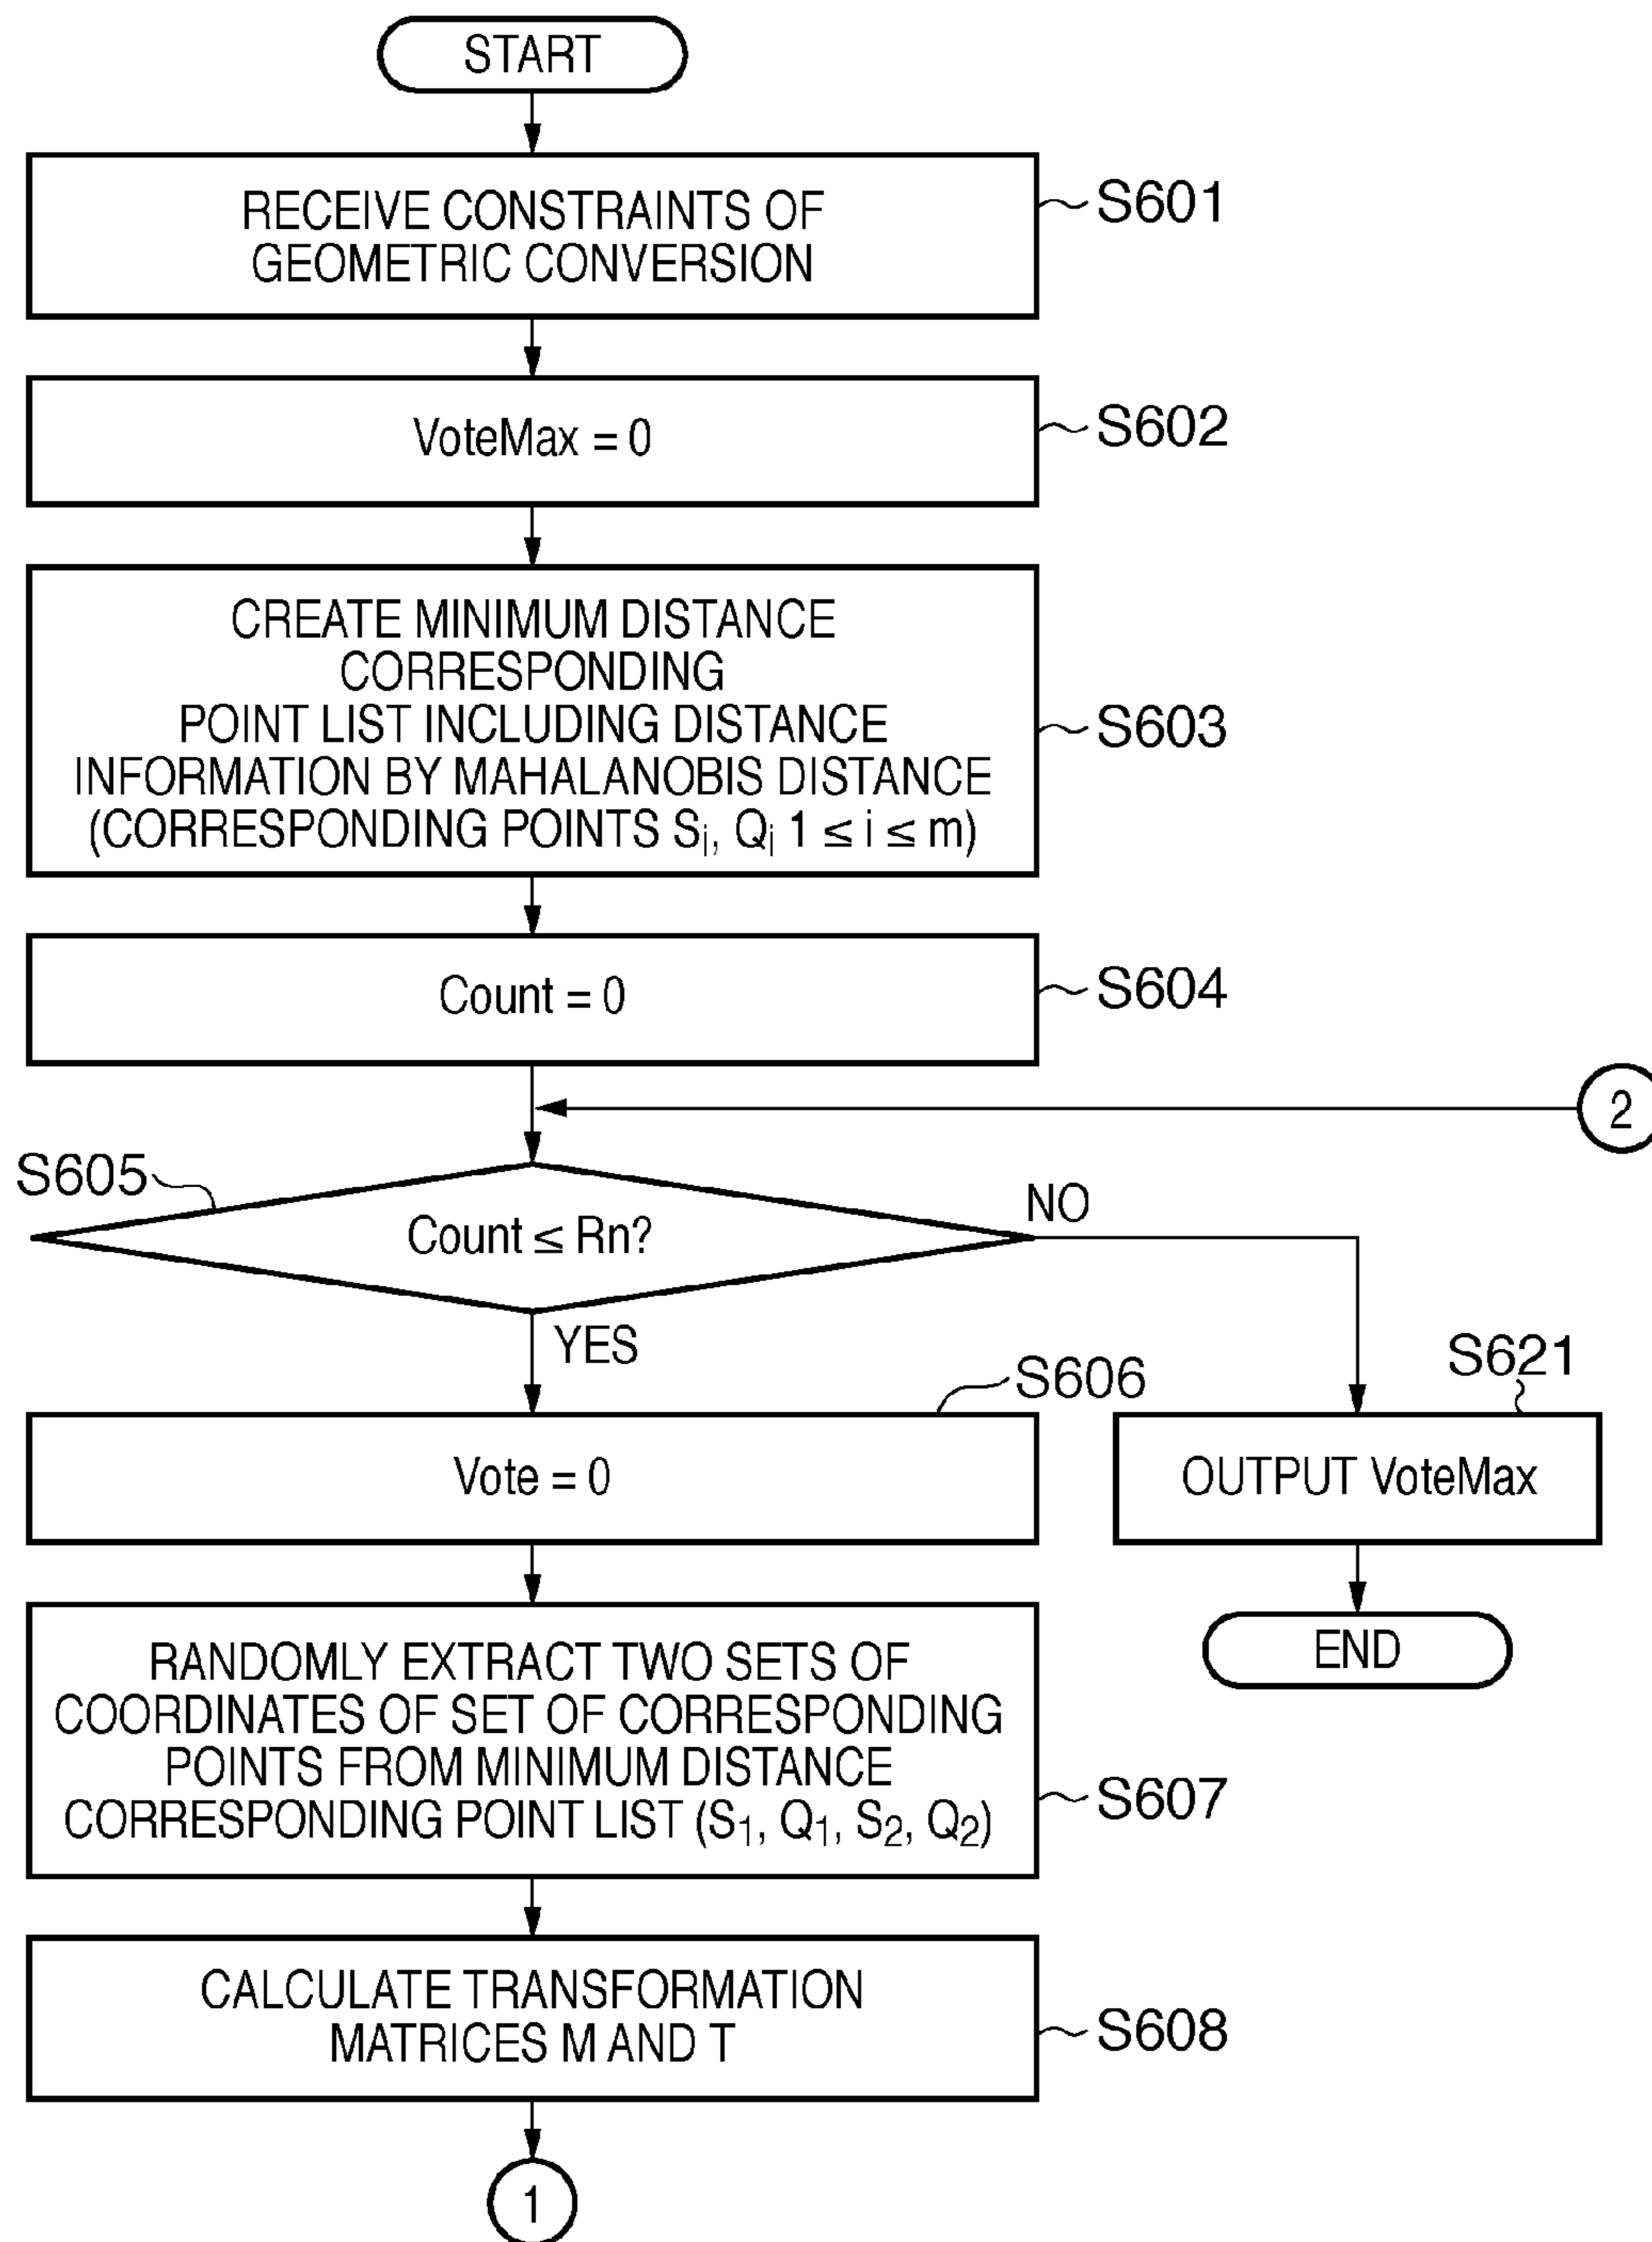 START
RECEIVE CONSTRAINTS OF
GEOMETRIC CONVERSION
S601
VoteMax = 0
S602
CREATE MINIMUM DISTANCE
CORRESPONDING
POINT LIST INCLUDING DISTANCE
INFORMATION BY MAHALANOBIS DISTANCE
(CORRESPONDING POINTS Si, Qi 1 ≤ i ≤ m)
S603
Count = 0
S604
2
S605
Count ≤ Rn?
NO
YES
S606
Vote = 0
S621
OUTPUT VoteMax
END
RANDOMLY EXTRACT TWO SETS OF
COORDINATES OF SET OF CORRESPONDING
POINTS FROM MINIMUM DISTANCE
CORRESPONDING POINT LIST (S1, Q1, S2, Q2)
S607
CALCULATE TRANSFORMATION
MATRICES M AND T
S608
1